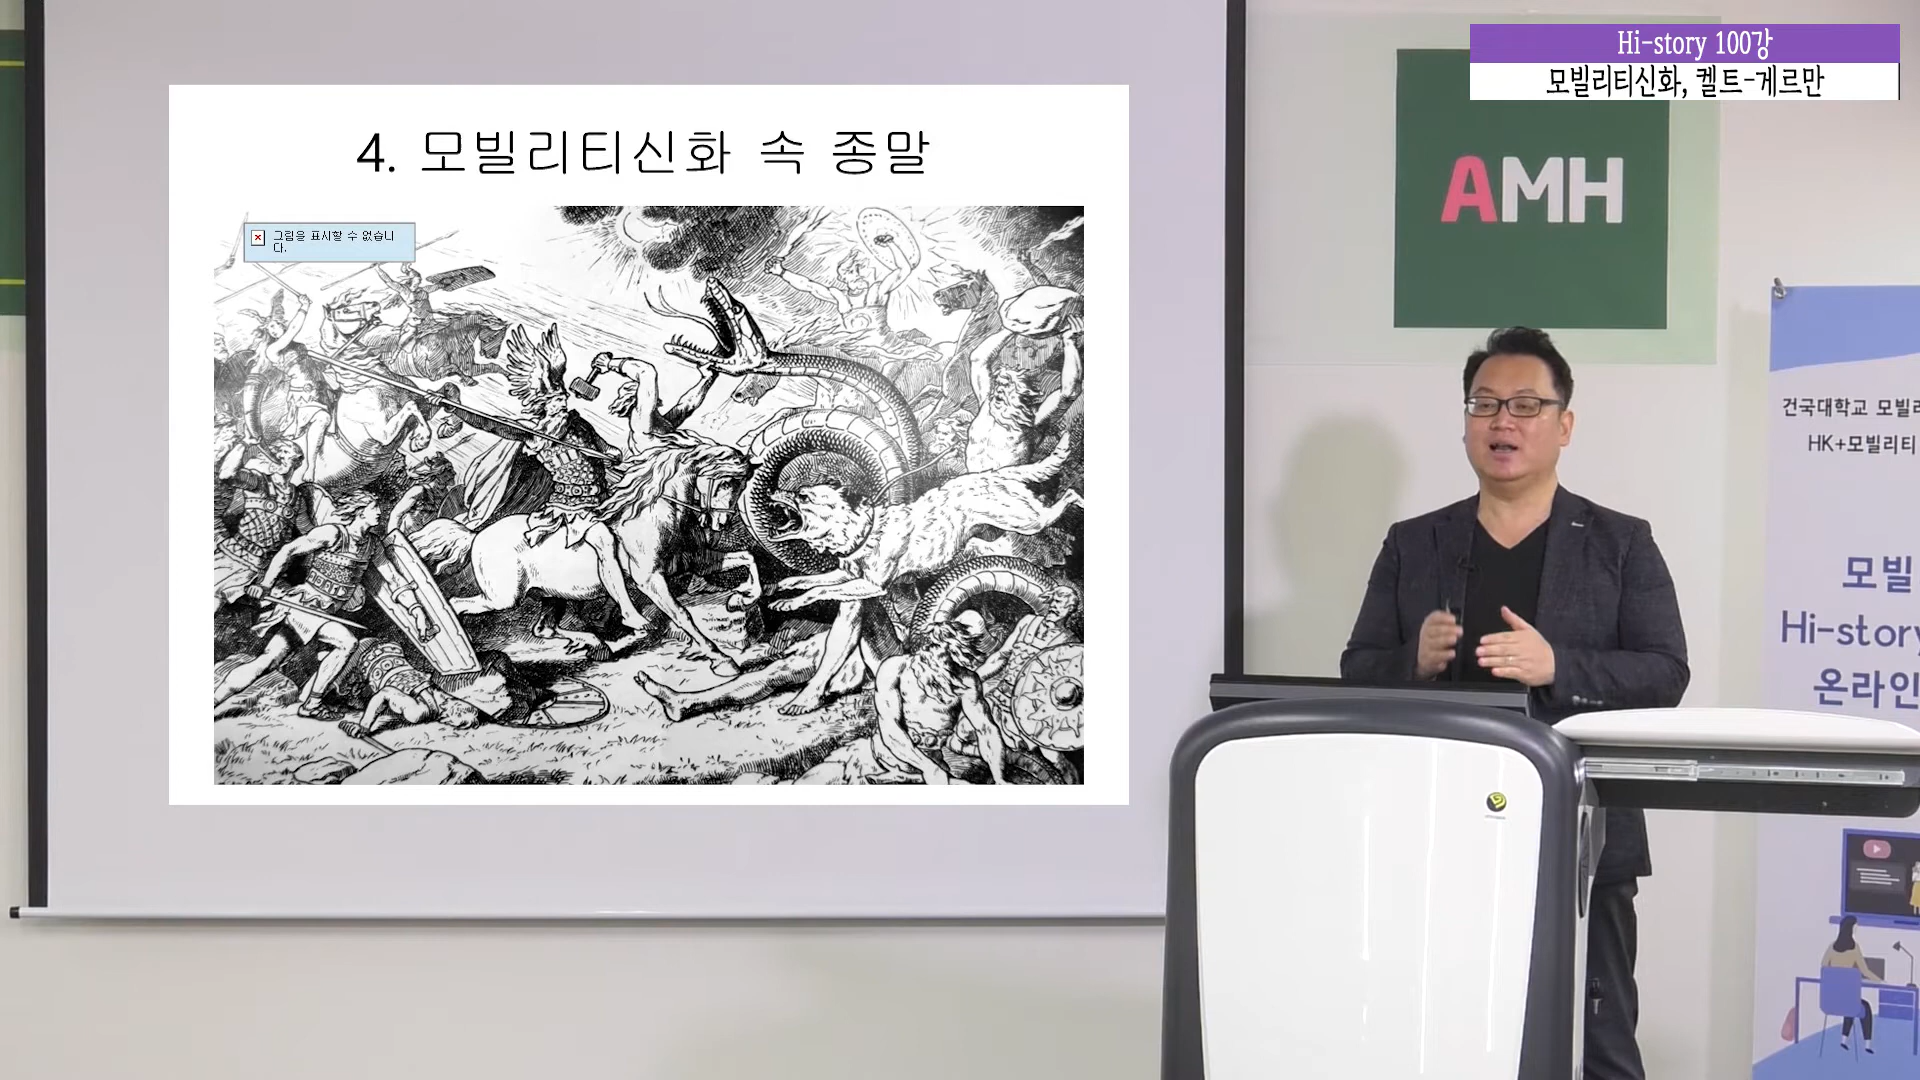 Hi-story 100강
모빌리티신화, 켈트-게르만
4. 모빌리티신화 속 종말
그림을 표시할 수 없습니
다.
AMH
건국대학교 모빌리
HK+모빌리티
모빌
Hi-story
온라인